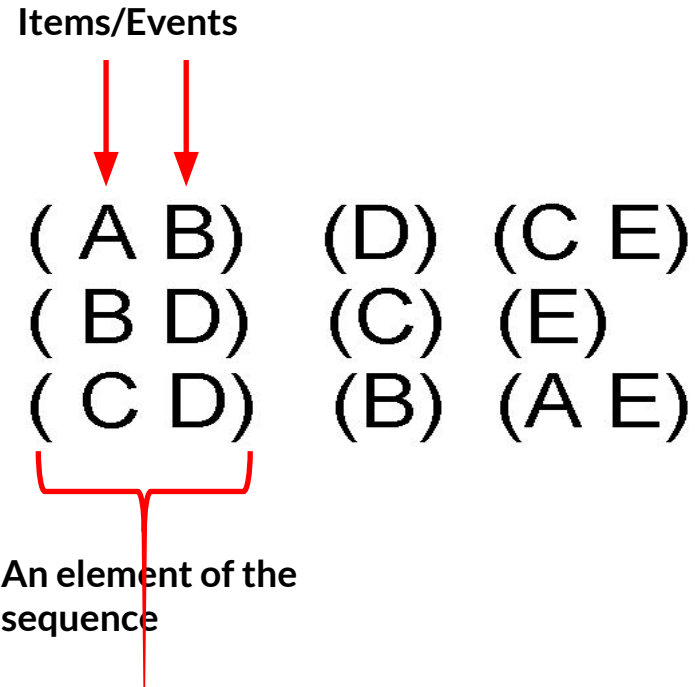 Items/Events
( A B) (D) (C E)
( B D) (C) (E)
( C D) (B) (A E)
An element of the
sequence